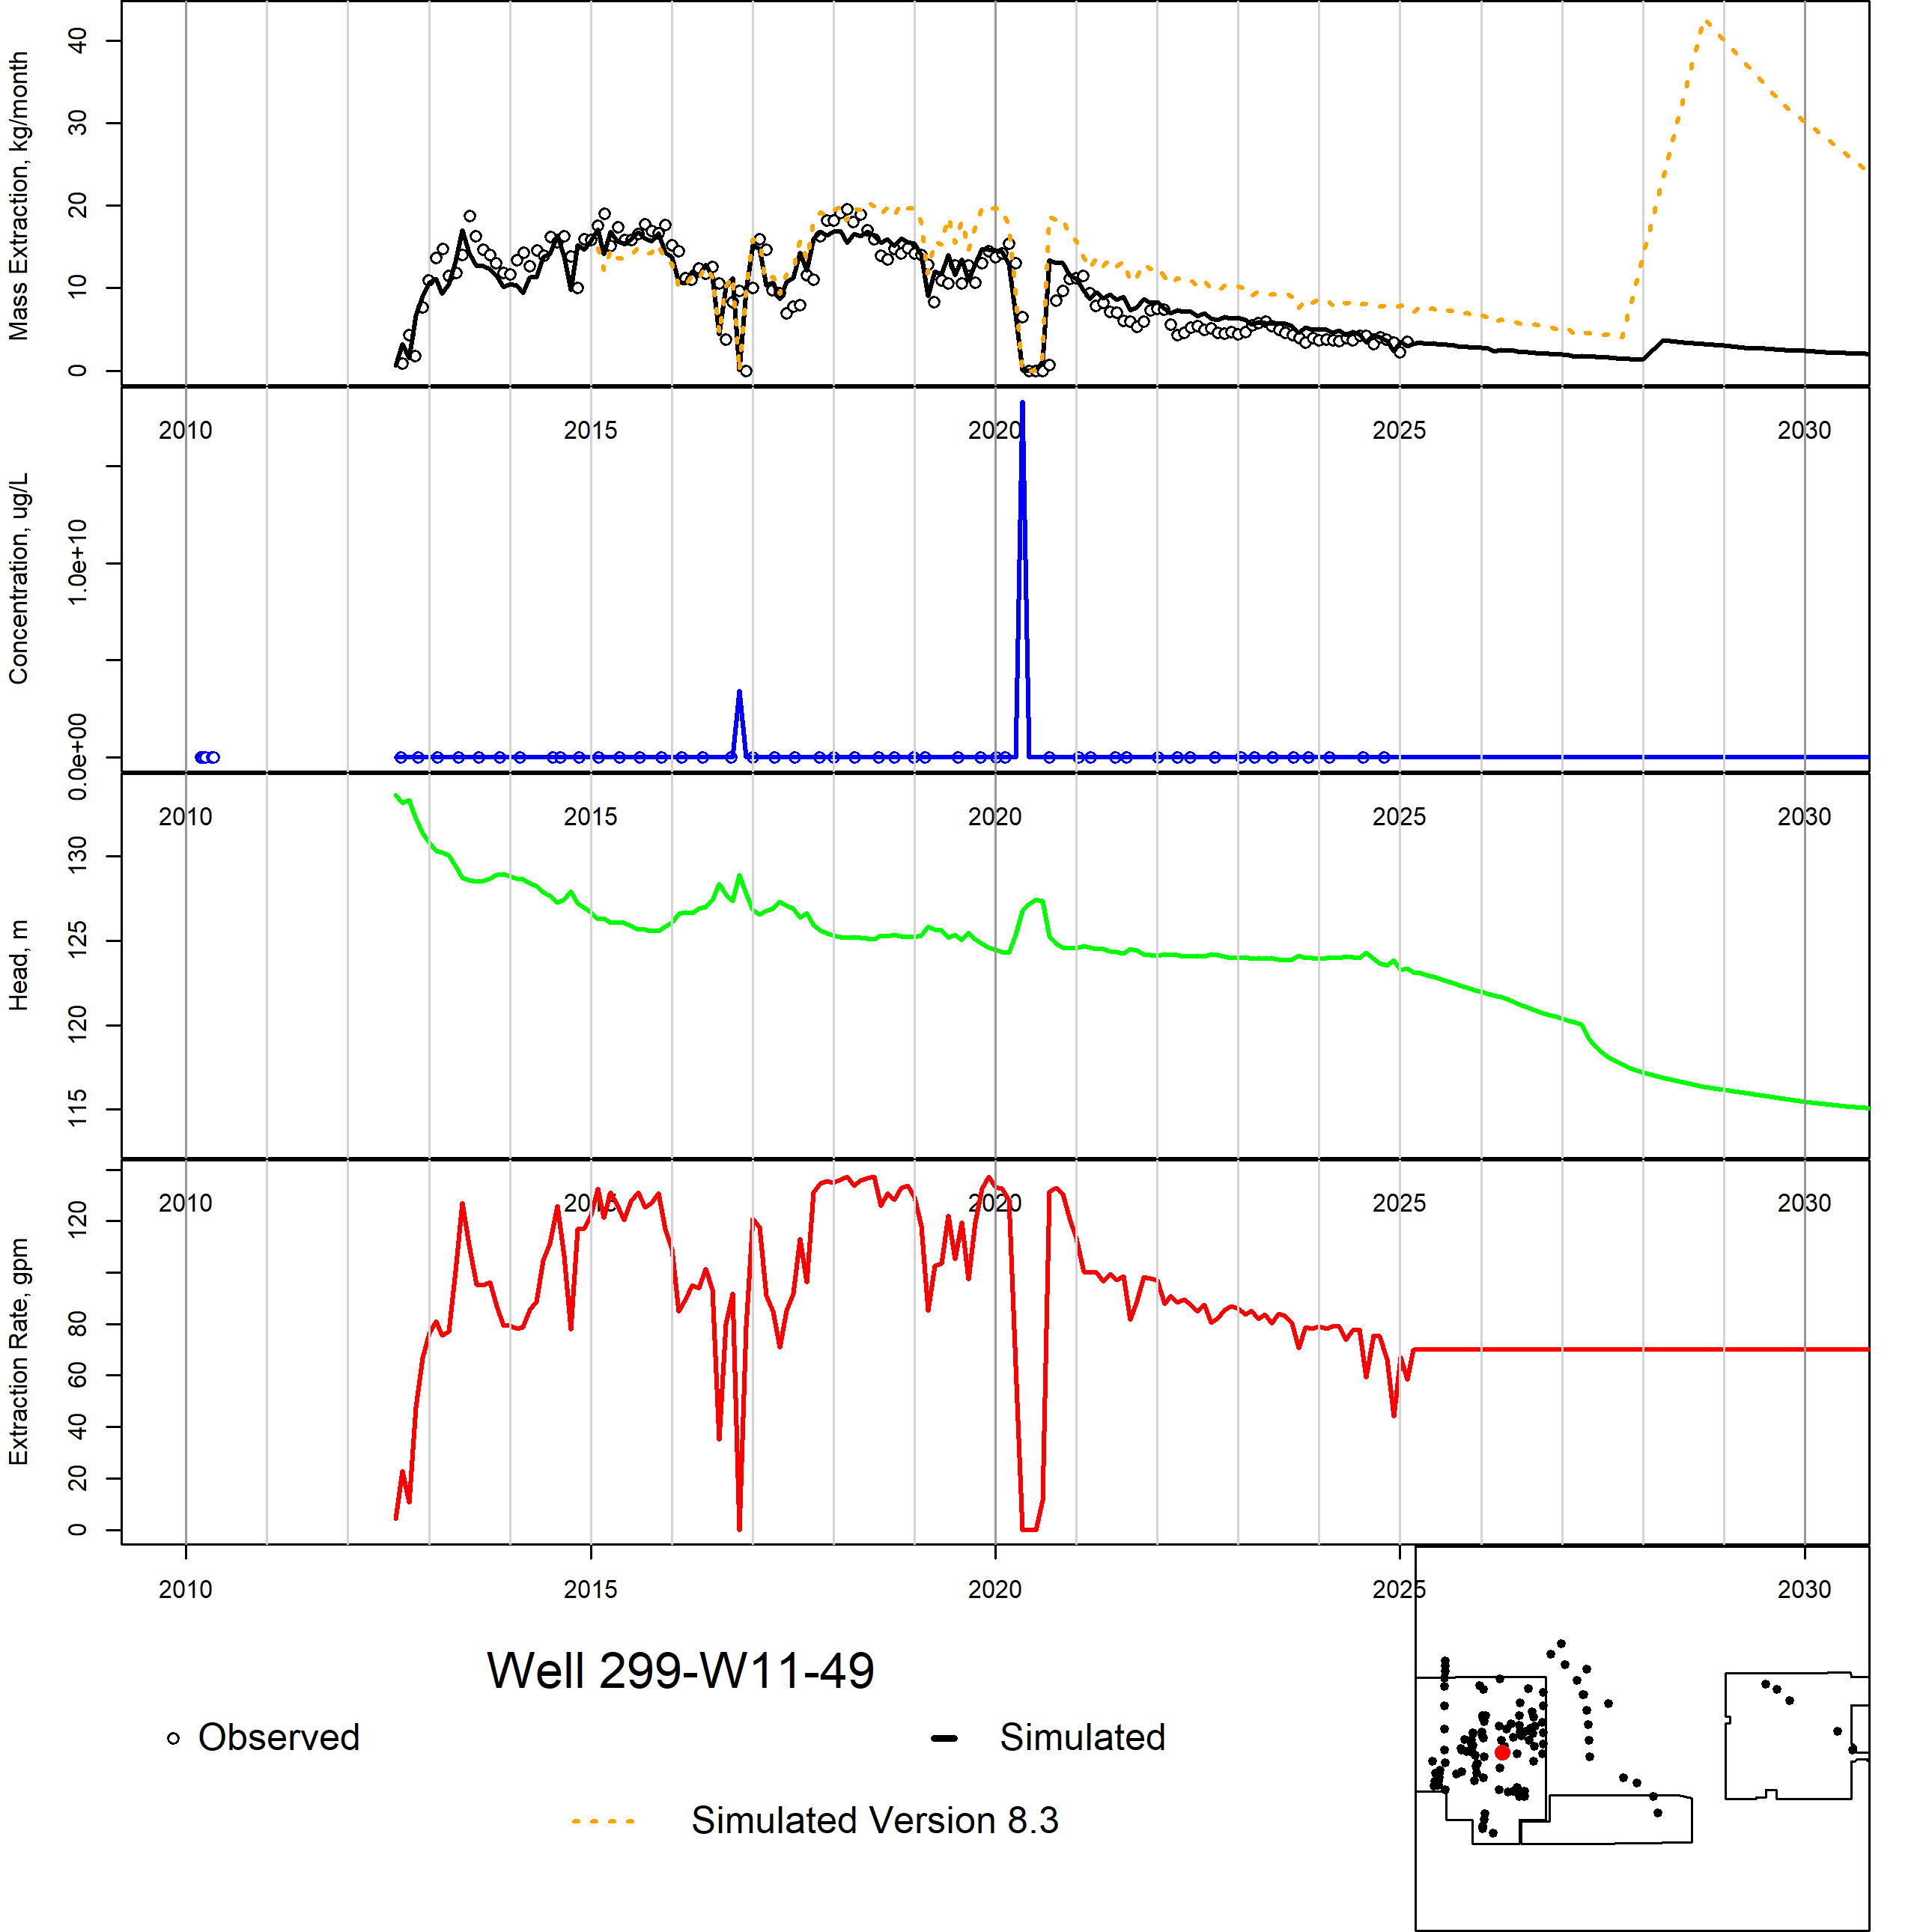 Mass Extraction, kg/month
0 10 20 30 40
2010 2015 2020 2025 2030
Concentration, ug/L
0.0e+00 1.0e+10
2010 2015 2020 2025 2030
Head, m
115 120 125 130
2010 2015 2020 2025 2030
Extraction Rate, gpm
0 20 40 60 80 120
2010 2015 2020 2025 2030
Well 299-W11-49
Observed
Simulated
Simulated Version 8.3